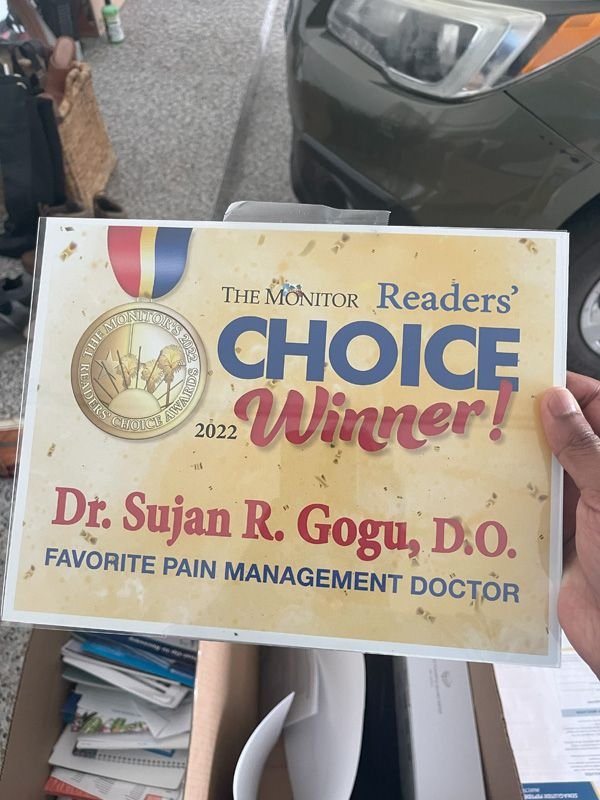 THE MONITOR Readers'
CHOICE
Winner!
2022
THE MONITOR'S 2022
READERS' CHOICE AWARDS
Dr. Sujan R. Gogu, D.O.
FAVORITE PAIN MANAGEMENT DOCTOR